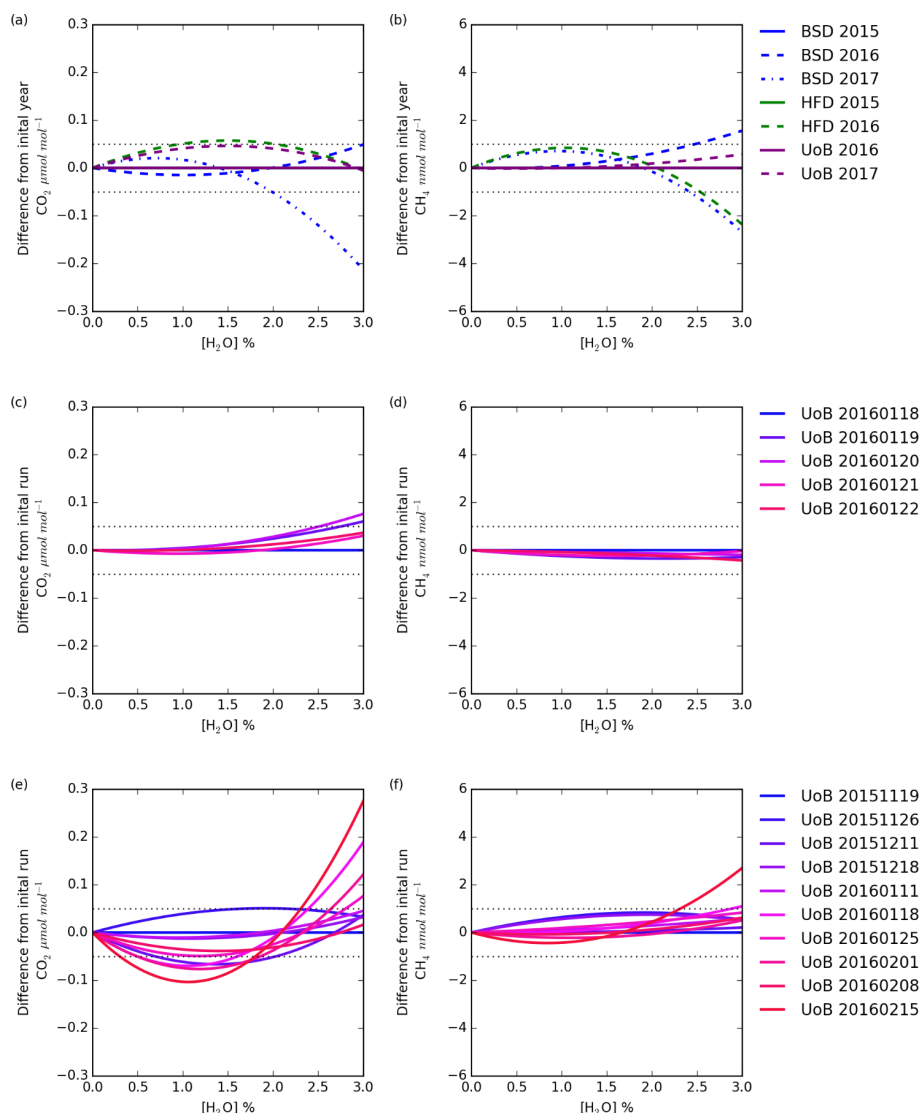 (a)
Difference from inital year
CO₂ μmol mol⁻¹
0.3
0.2
0.1
0.0
−0.1
−0.2
−0.3
0.0 0.5 1.0 1.5 2.0 2.5 3.0
[H₂O] %
(b)
Difference from inital year
CH₄ nmol mol⁻¹
6
4
2
0
−2
−4
−6
0.0 0.5 1.0 1.5 2.0 2.5 3.0
[H₂O] %
BSD 2015
BSD 2016
BSD 2017
HFD 2015
HFD 2016
UoB 2016
UoB 2017
(c)
Difference from inital run
CO₂ μmol mol⁻¹
0.3
0.2
0.1
0.0
−0.1
−0.2
−0.3
0.0 0.5 1.0 1.5 2.0 2.5 3.0
[H₂O] %
(d)
Difference from inital run
CH₄ nmol mol⁻¹
6
4
2
0
−2
−4
−6
0.0 0.5 1.0 1.5 2.0 2.5 3.0
[H₂O] %
UoB 20160118
UoB 20160119
UoB 20160120
UoB 20160121
UoB 20160122
(e)
Difference from inital run
CO₂ μmol mol⁻¹
0.3
0.2
0.1
0.0
−0.1
−0.2
−0.3
0.0 0.5 1.0 1.5 2.0 2.5 3.0
[H₂O] %
(f)
Difference from inital run
CH₄ nmol mol⁻¹
6
4
2
0
−2
−4
−6
0.0 0.5 1.0 1.5 2.0 2.5 3.0
[H₂O] %
UoB 20151119
UoB 20151126
UoB 20151211
UoB 20151218
UoB 20160111
UoB 20160118
UoB 20160125
UoB 20160201
UoB 20160208
UoB 20160215